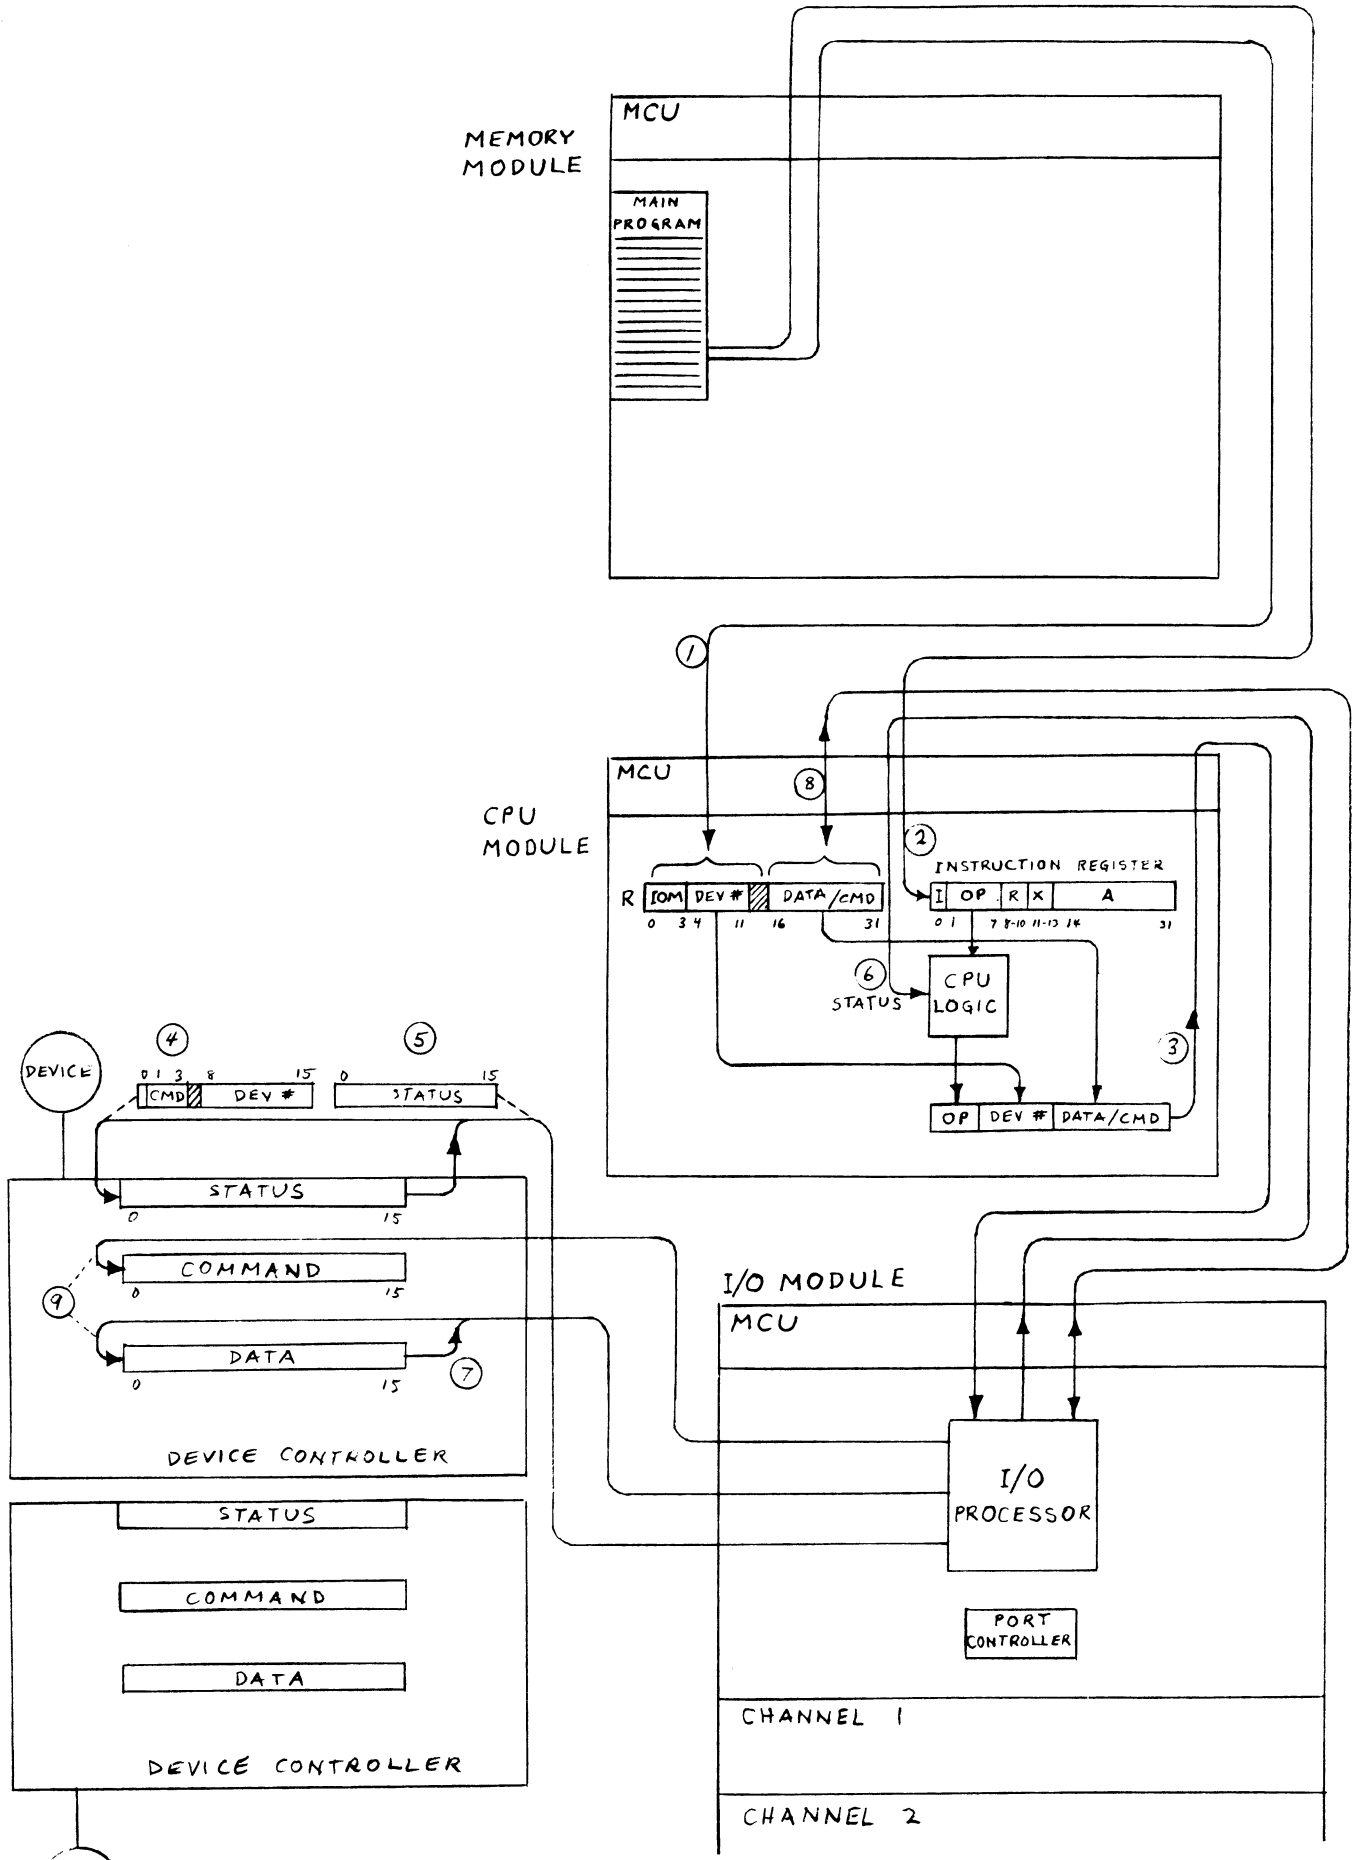 MCU
MEMORY
MODULE
MAIN
PROGRAM
1
MCU
8
CPU
MODULE
2
INSTRUCTION REGISTER
R IOM DEV # DATA/CMD
I OP R X A
0 3 4 11 16 31
0 1 7 8-10 11-13 14 31
6
STATUS
CPU
LOGIC
3
OP DEV # DATA/CMD
DEVICE
4
5
0 1 3 8 15
0 15
CMD DEV #
STATUS
STATUS
0 15
COMMAND
0 15
9
DATA
0 15
7
DEVICE CONTROLLER
STATUS
COMMAND
DATA
DEVICE CONTROLLER
I/O MODULE
MCU
I/O
PROCESSOR
PORT
CONTROLLER
CHANNEL 1
CHANNEL 2